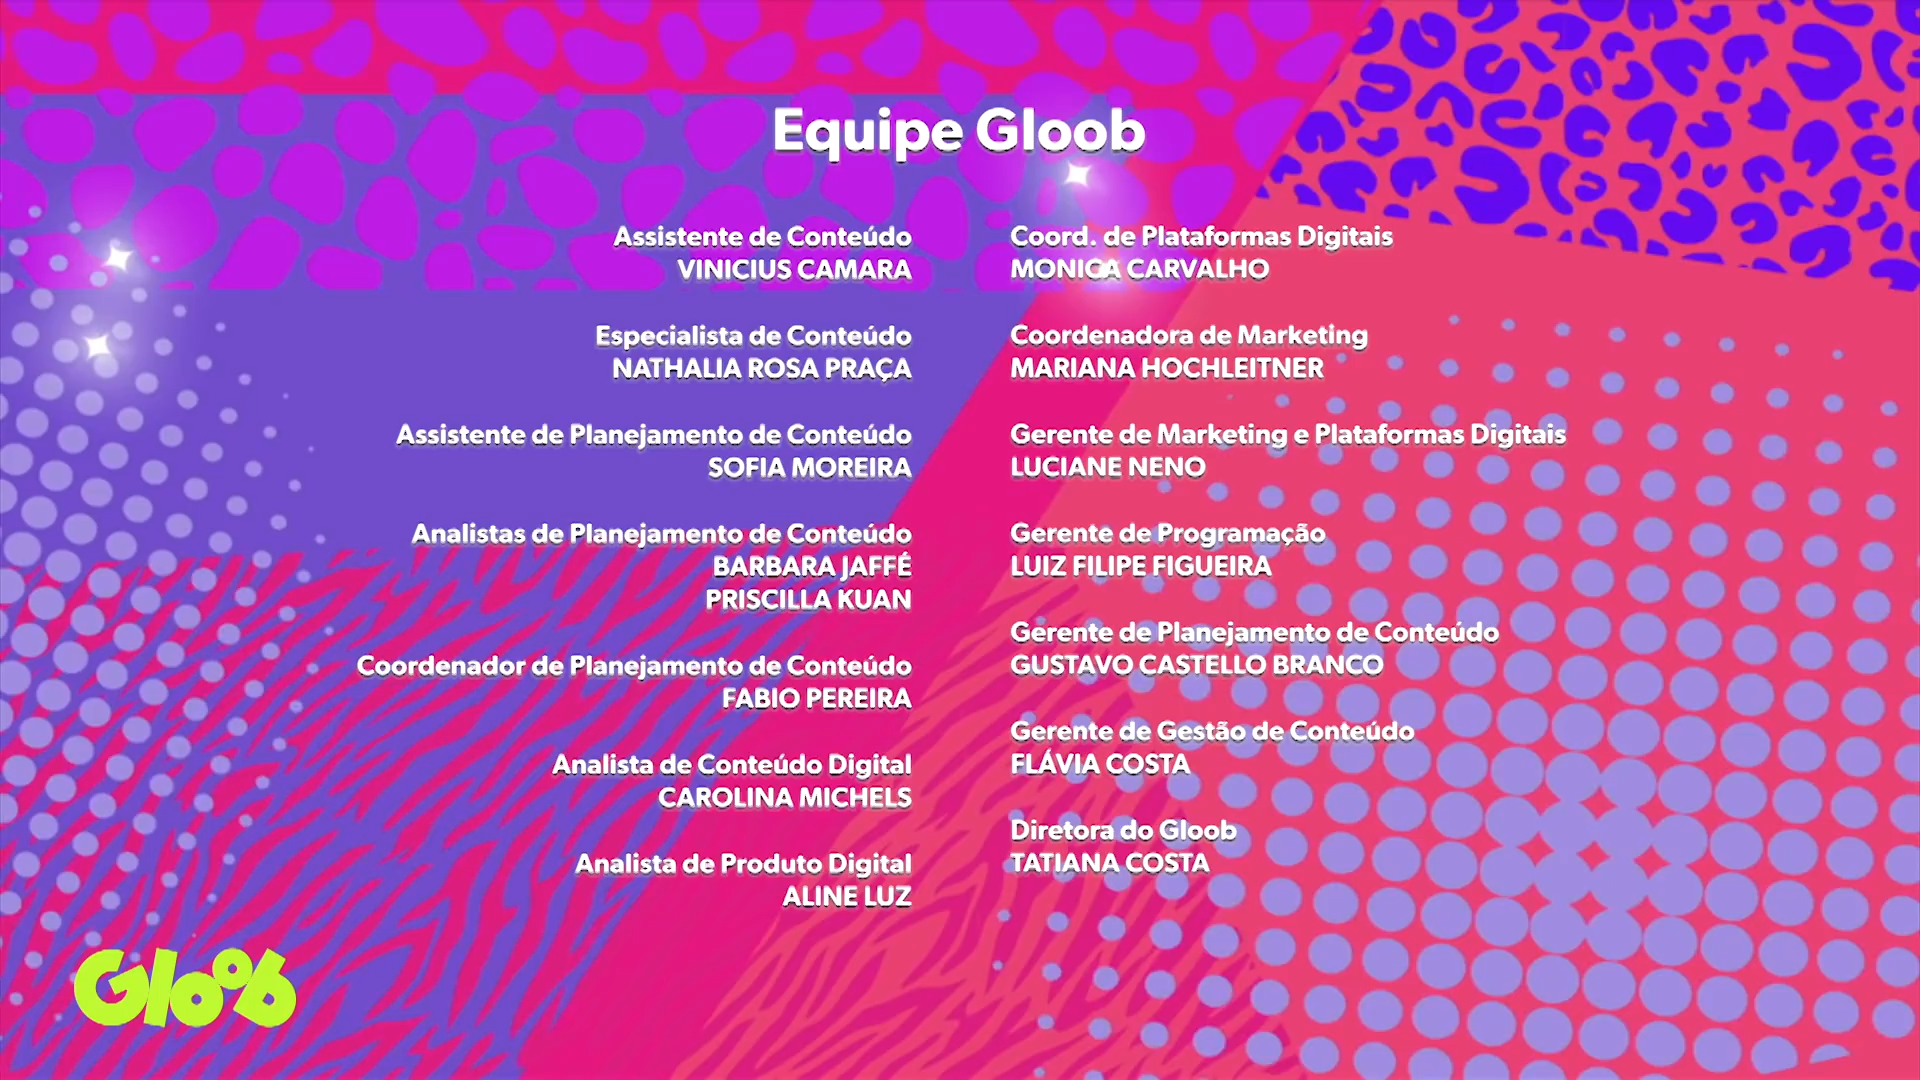 Equipe Gloob
Assistente de Conteúdo
VINICIUS CAMARA
Especialista de Conteúdo
NATHALIA ROSA PRAÇA
Assistente de Planejamento de Conteúdo
SOFIA MOREIRA
Analistas de Planejamento de Conteúdo
BARBARA JAFFÉ
PRISCILLA KUAN
Coordenador de Planejamento de Conteúdo
FABIO PEREIRA
Analista de Conteúdo Digital
CAROLINA MICHELS
Analista de Produto Digital
ALINE LUZ
Coord. de Plataformas Digitais
MONICA CARVALHO
Coordenadora de Marketing
MARIANA HOCHLEITNER
Gerente de Marketing e Plataformas Digitais
LUCIANE NENO
Gerente de Programação
LUIZ FILIPE FIGUEIRA
Gerente de Planejamento de Conteúdo
GUSTAVO CASTELLO BRANCO
Gerente de Gestão de Conteúdo
FLÁVIA COSTA
Diretora do Gloob
TATIANA COSTA
Gloob